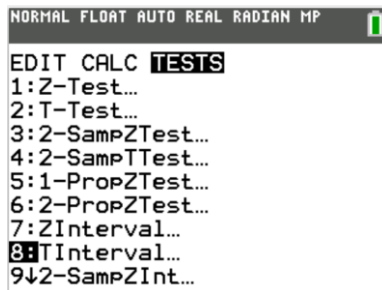 NORMAL FLOAT AUTO REAL RADIAN MP
EDIT CALC TESTS
1:Z-Test…
2:T-Test…
3:2-SampZTest…
4:2-SampTTest…
5:1-PropZTest…
6:2-PropZTest…
7:ZInterval…
8:TInterval…
9↓2-SampZInt…